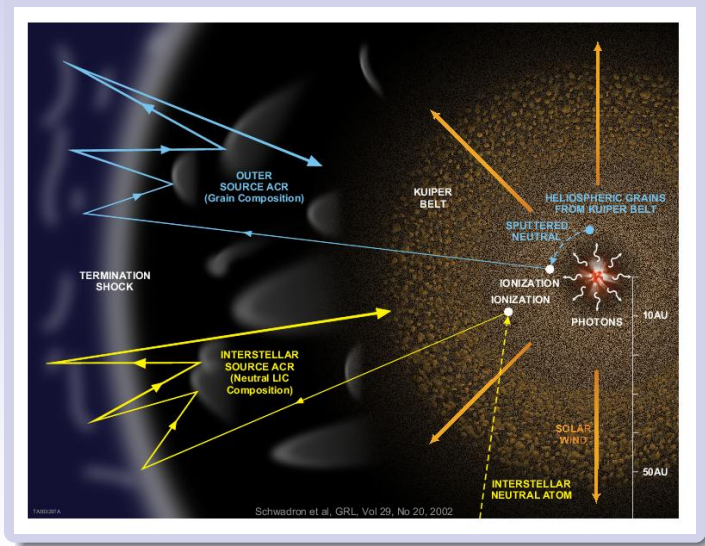 OUTER
SOURCE ACR
(Grain Composition)
KUIPER
BELT
HELIOSPHERIC GRAINS
FROM KUIPER BELT
SPUTTERED
NEUTRAL
TERMINATION
SHOCK
IONIZATION
IONIZATION
PHOTONS
10AU
INTERSTELLAR
SOURCE ACR
(Neutral LIC
Composition)
SOLAR
WIND
50AU
INTERSTELLAR
NEUTRAL ATOM
Schwadron et al, GRL, Vol 29, No 20, 2002